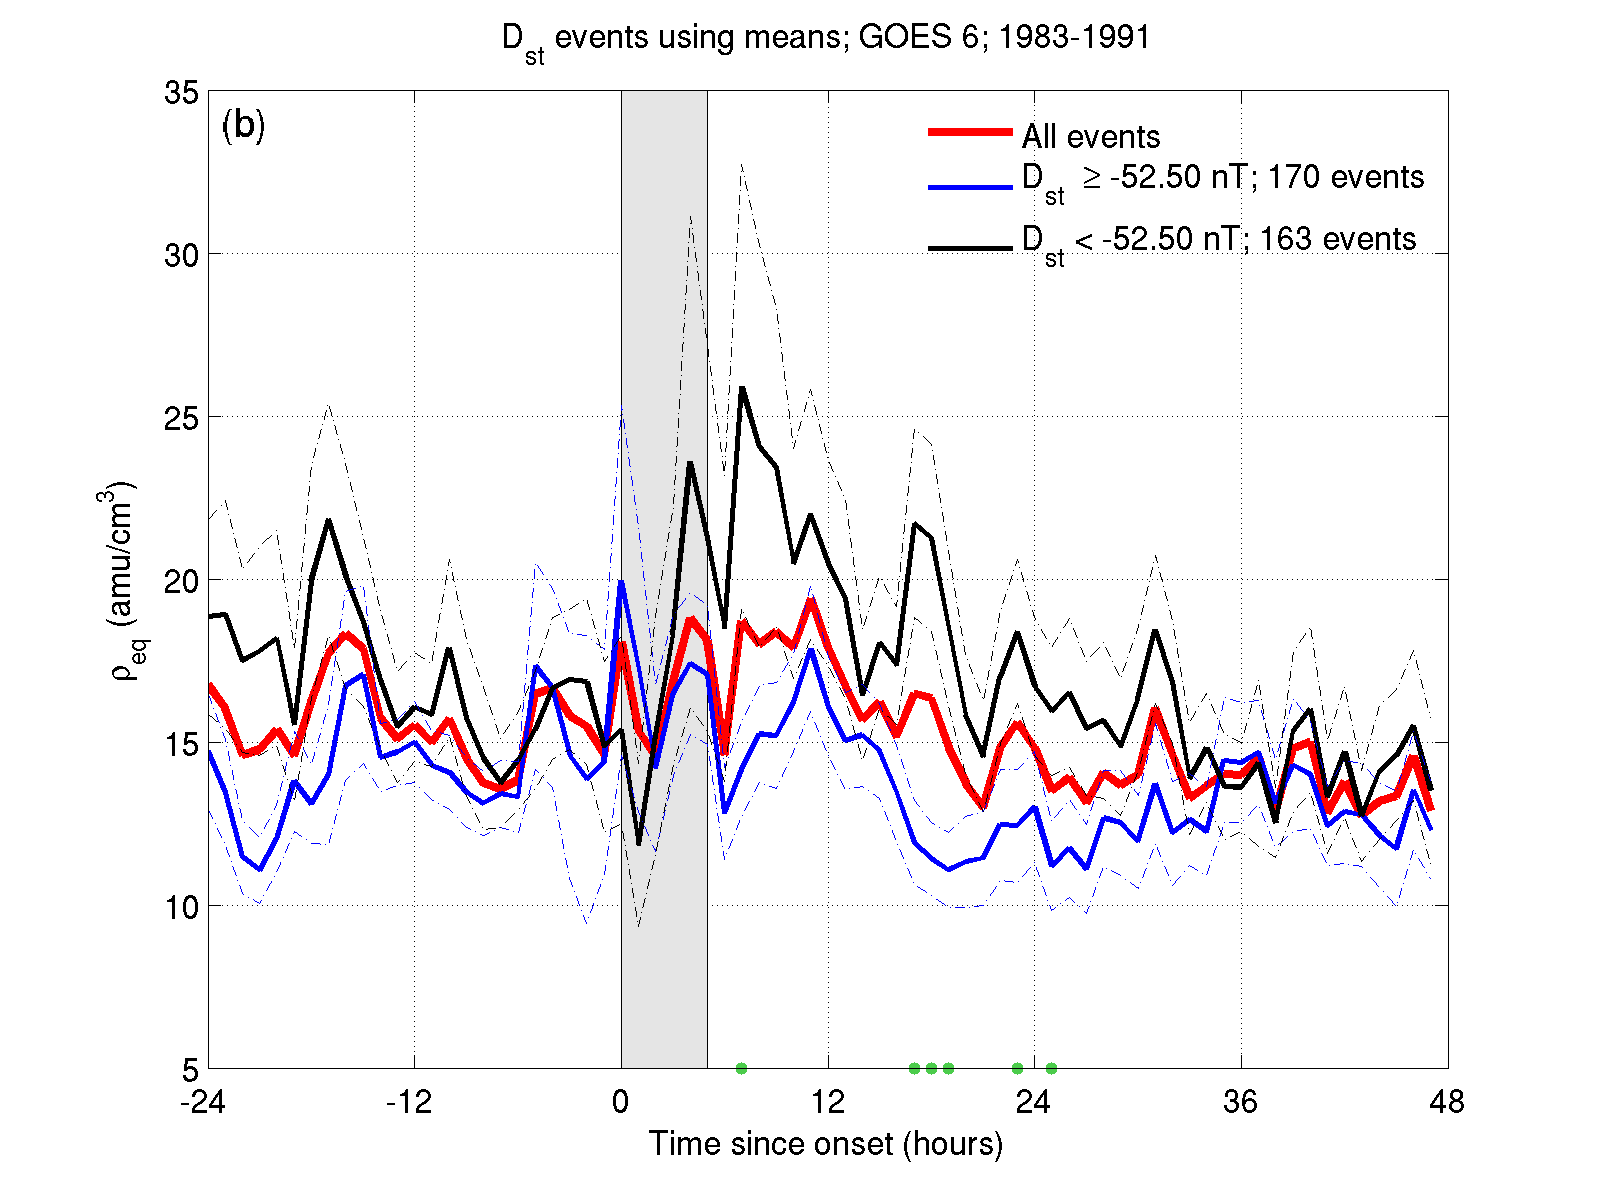 D_st events using means; GOES 6; 1983-1991
(b)
All events
D_st ≥ -52.50 nT; 170 events
D_st < -52.50 nT; 163 events
35
30
25
20
15
10
5
ρ_eq (amu/cm³)
-24 -12 0 12 24 36 48
Time since onset (hours)